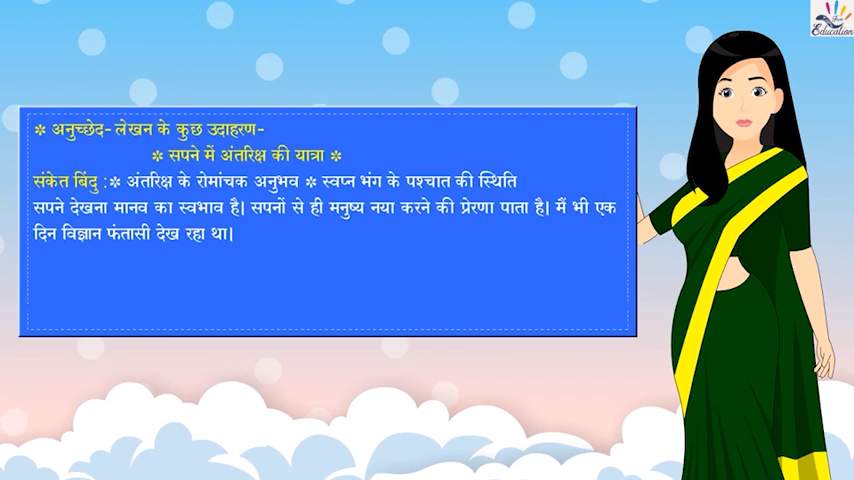 Fun
Education
✲ अनुच्छेद-लेखन के कुछ उदाहरण-
✲ सपने में अंतरिक्ष की यात्रा ✲
संकेत बिंदु :✲ अंतरिक्ष के रोमांचक अनुभव ✲ स्वप्न भंग के पश्चात की स्थिति
सपने देखना मानव का स्वभाव है। सपनों से ही मनुष्य नया करने की प्रेरणा पाता है। मैं भी एक
दिन विज्ञान फंतासी देख रहा था।